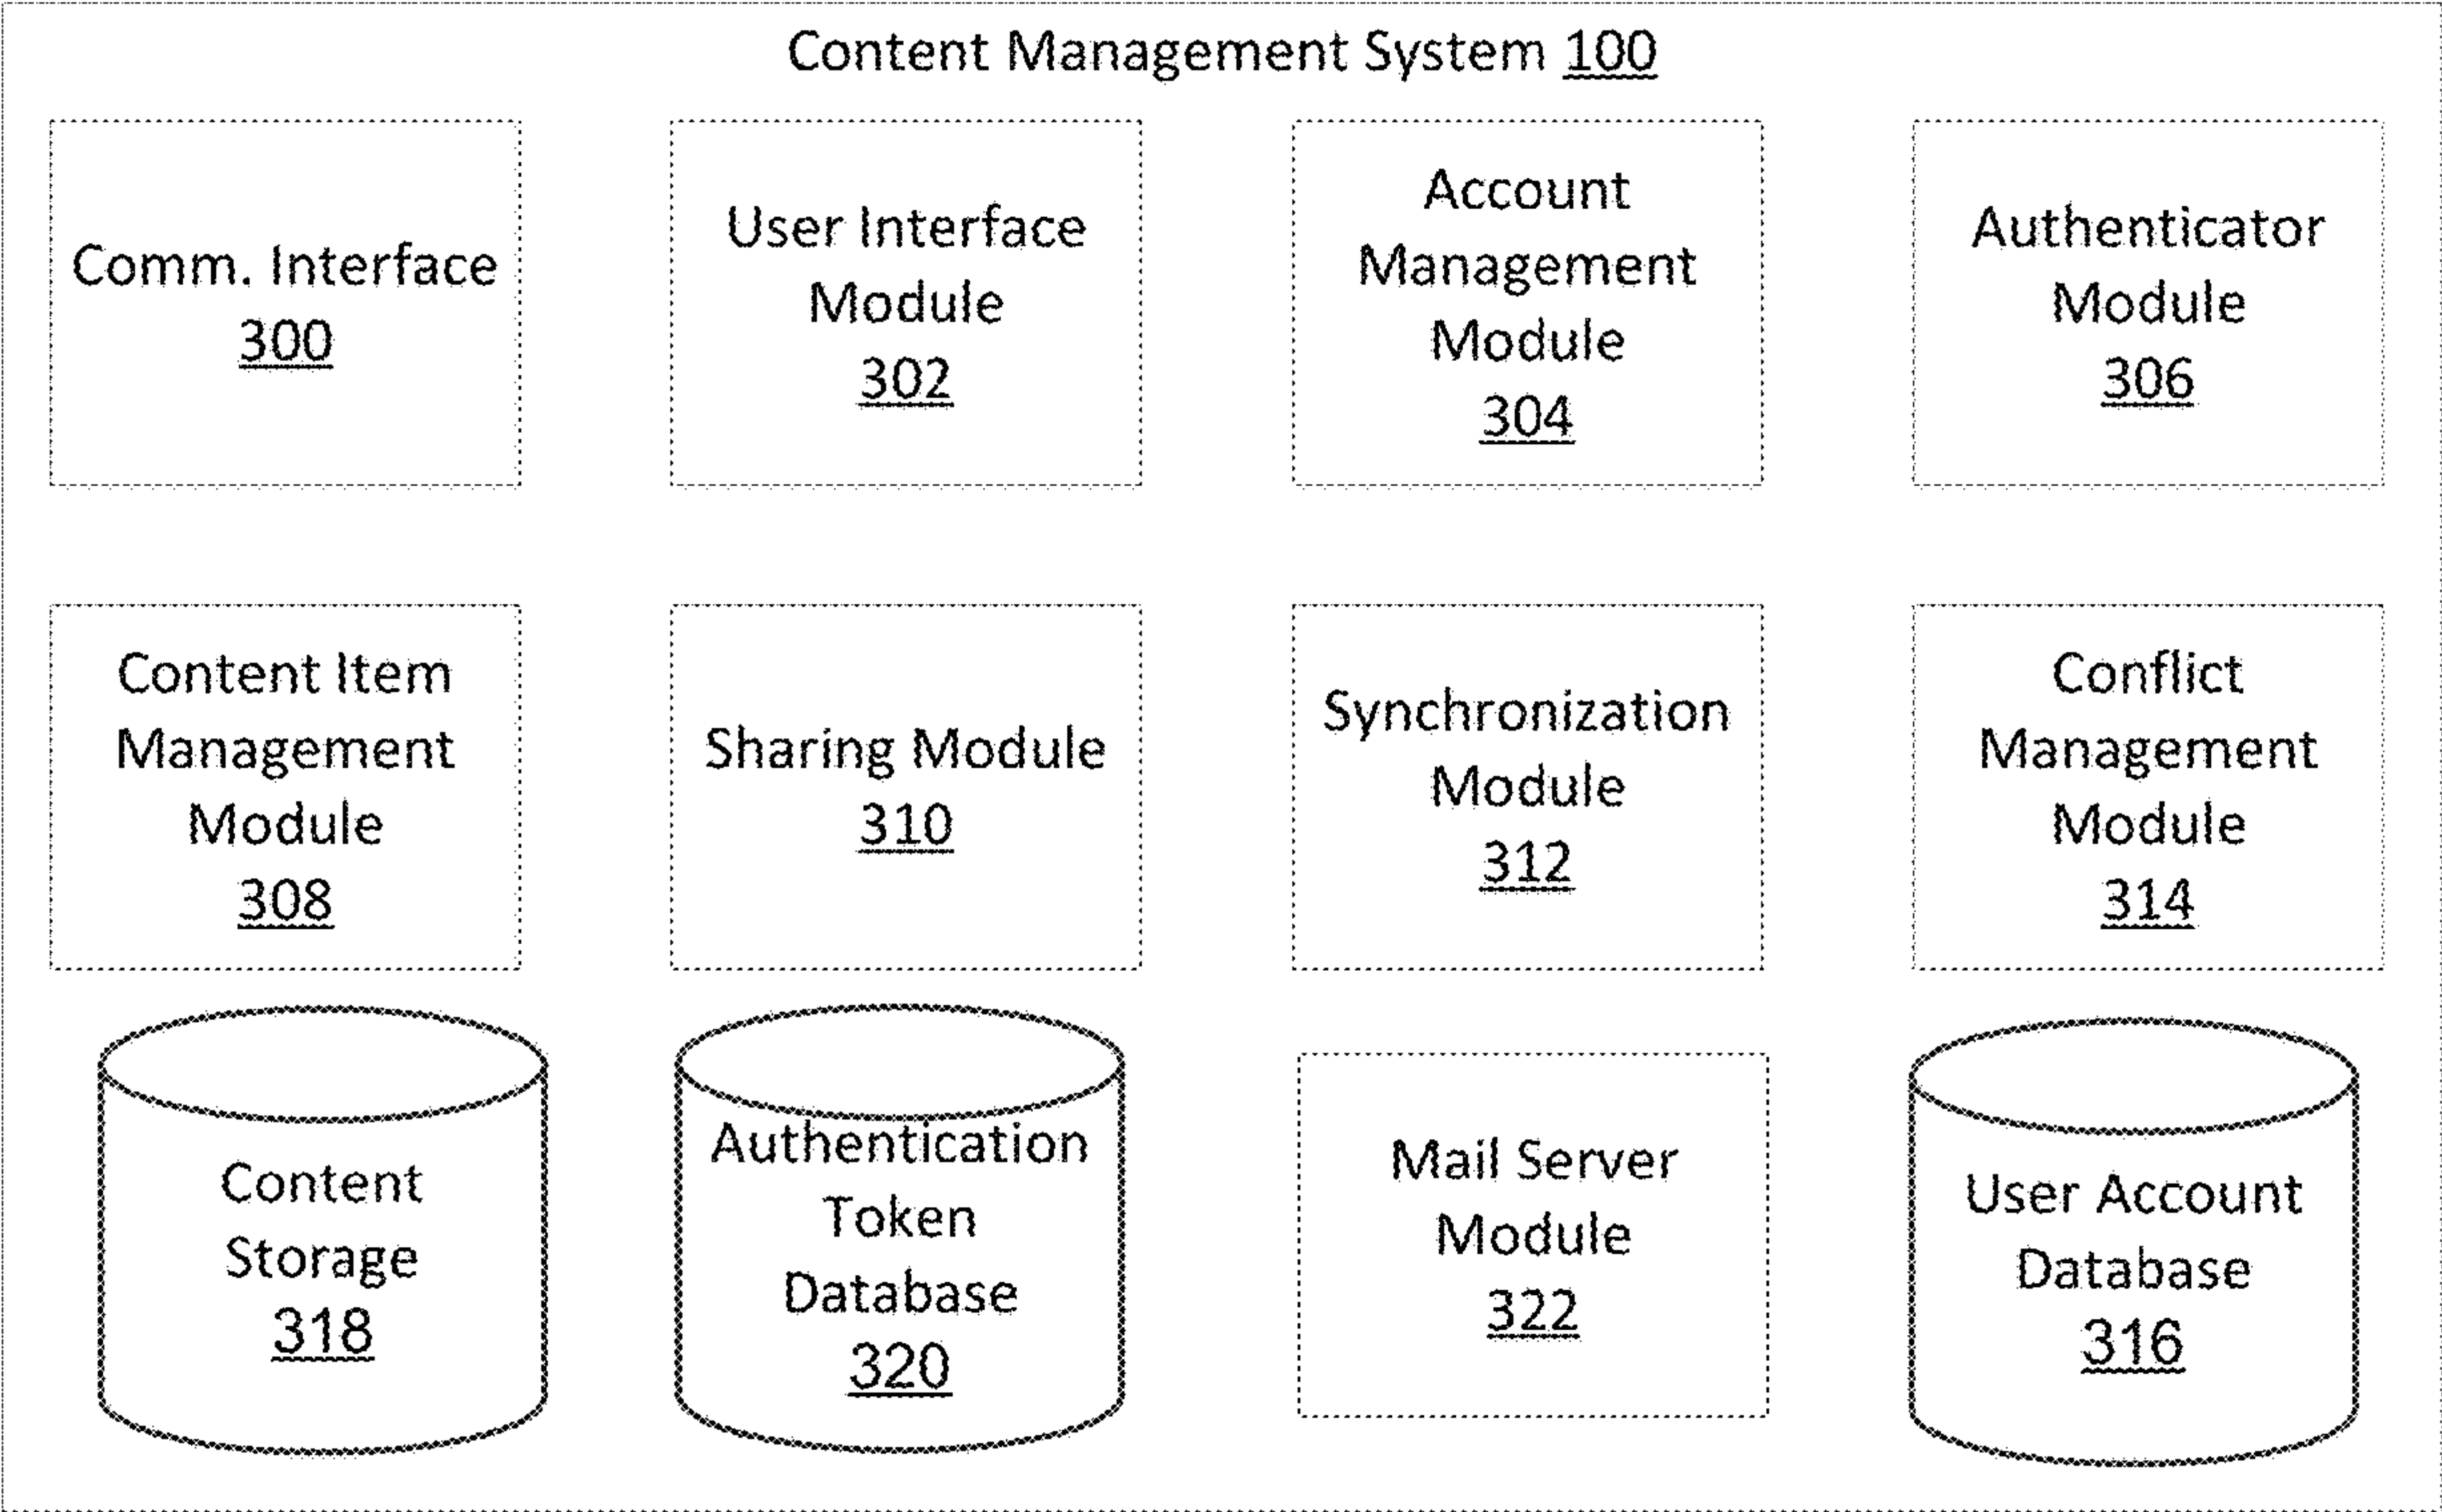 Content Management System 100
Comm. Interface
300
User Interface
Module
302
Account
Management
Module
304
Authenticator
Module
306
Content Item
Management
Module
308
Sharing Module
310
Synchronization
Module
312
Conflict
Management
Module
314
Content
Storage
318
Authentication
Token
Database
320
Mail Server
Module
322
User Account
Database
316